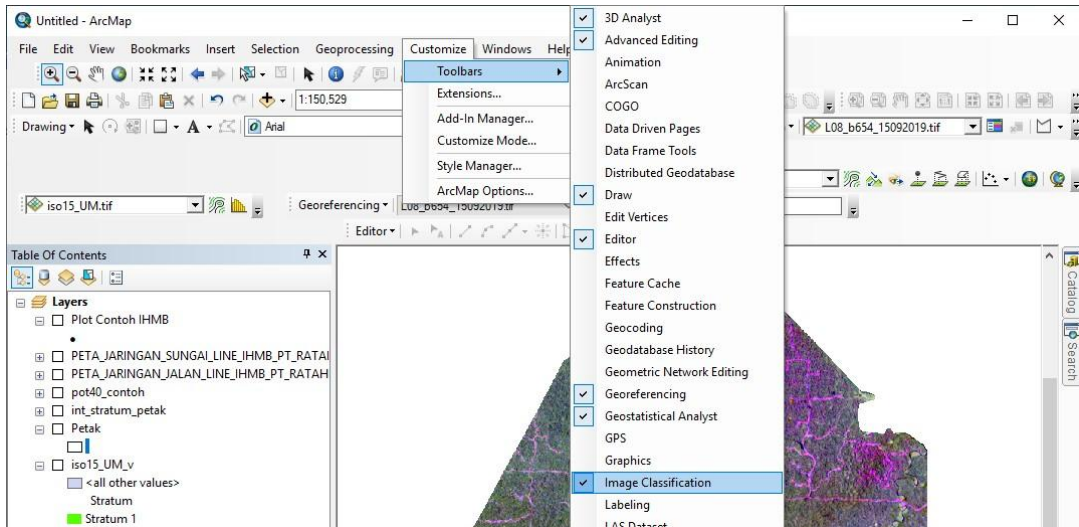 Untitled - ArcMap
File Edit View Bookmarks Insert Selection Geoprocessing Customize Windows Help
1:150,529
Drawing A Arial
L08_b654_15092019.tif
iso15_UM.tif
Georeferencing L08_b654_15092019.tif
Editor
Toolbars
Extensions...
Add-In Manager...
Customize Mode...
Style Manager...
ArcMap Options...
3D Analyst
Advanced Editing
Animation
ArcScan
COGO
Data Driven Pages
Data Frame Tools
Distributed Geodatabase
Draw
Edit Vertices
Editor
Effects
Feature Cache
Feature Construction
Geocoding
Geodatabase History
Geometric Network Editing
Georeferencing
Geostatistical Analyst
GPS
Graphics
Image Classification
Labeling
LAS Dataset
Table Of Contents
Layers
Plot Contoh IHMB
PETA_JARINGAN_SUNGAI_LINE_IHMB_PT_RATAI
PETA_JARINGAN_JALAN_LINE_IHMB_PT_RATAH
pot40_contoh
int_stratum_petak
Petak
iso15_UM_v
<all other values>
Stratum
Stratum 1
Catalog
Search